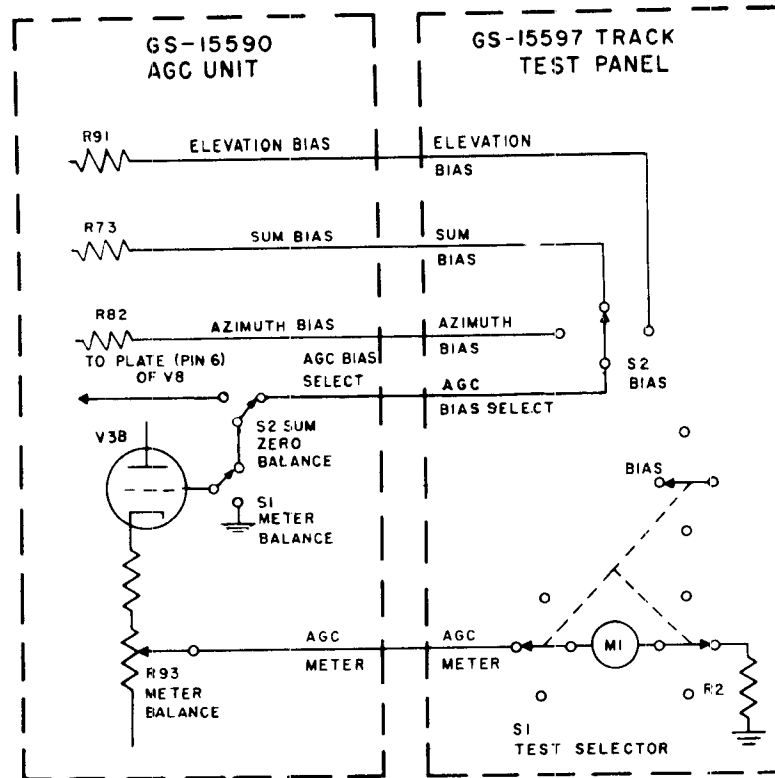 GS-15590
AGC UNIT
GS-15597 TRACK
TEST PANEL
R91
ELEVATION BIAS
ELEVATION
BIAS
R73
SUM BIAS
SUM
BIAS
R82
AZIMUTH BIAS
AZIMUTH
BIAS
TO PLATE (PIN 6)
OF V8
AGC BIAS
SELECT
AGC
BIAS SELECT
S2
BIAS
V3B
S2 SUM
ZERO
BALANCE
S1
METER
BALANCE
BIAS
AGC
METER
AGC
METER
M1
R93
METER
BALANCE
R2
S1
TEST SELECTOR